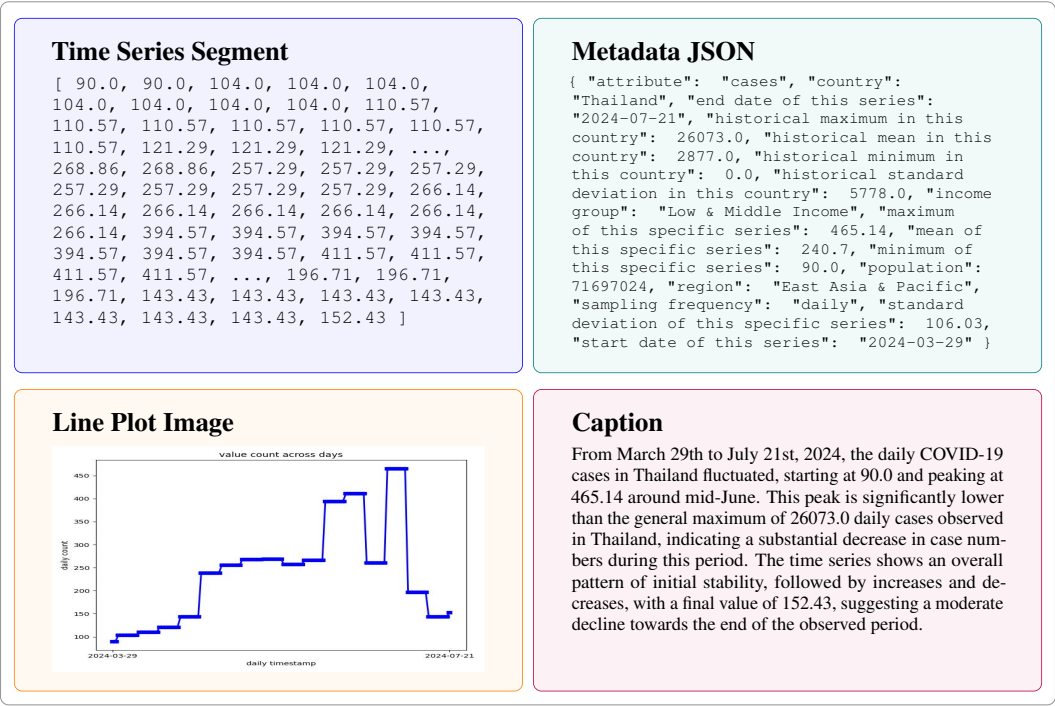 Time Series Segment
[ 90.0, 90.0, 104.0, 104.0, 104.0,
104.0, 104.0, 104.0, 104.0, 110.57,
110.57, 110.57, 110.57, 110.57, 110.57,
110.57, 121.29, 121.29, 121.29, ...,
268.86, 268.86, 257.29, 257.29, 257.29,
257.29, 257.29, 257.29, 257.29, 266.14,
266.14, 266.14, 266.14, 266.14, 266.14,
266.14, 394.57, 394.57, 394.57, 394.57,
394.57, 394.57, 394.57, 411.57, 411.57,
411.57, 411.57, ..., 196.71, 196.71,
196.71, 143.43, 143.43, 143.43, 143.43,
143.43, 143.43, 143.43, 152.43 ]
Metadata JSON
{ "attribute": "cases", "country":
"Thailand", "end date of this series":
"2024-07-21", "historical maximum in this
country": 26073.0, "historical mean in this
country": 2877.0, "historical minimum in
this country": 0.0, "historical standard
deviation in this country": 5778.0, "income
group": "Low & Middle Income", "maximum
of this specific series": 465.14, "mean of
this specific series": 240.7, "minimum of
this specific series": 90.0, "population":
71697024, "region": "East Asia & Pacific",
"sampling frequency": "daily", "standard
deviation of this specific series": 106.03,
"start date of this series": "2024-03-29" }
Line Plot Image
value count across days
450
400
350
300
250
200
150
100
daily count
2024-03-29
2024-07-21
daily timestamp
Caption
From March 29th to July 21st, 2024, the daily COVID-19
cases in Thailand fluctuated, starting at 90.0 and peaking at
465.14 around mid-June. This peak is significantly lower
than the general maximum of 26073.0 daily cases observed
in Thailand, indicating a substantial decrease in case num-
bers during this period. The time series shows an overall
pattern of initial stability, followed by increases and de-
creases, with a final value of 152.43, suggesting a moderate
decline towards the end of the observed period.